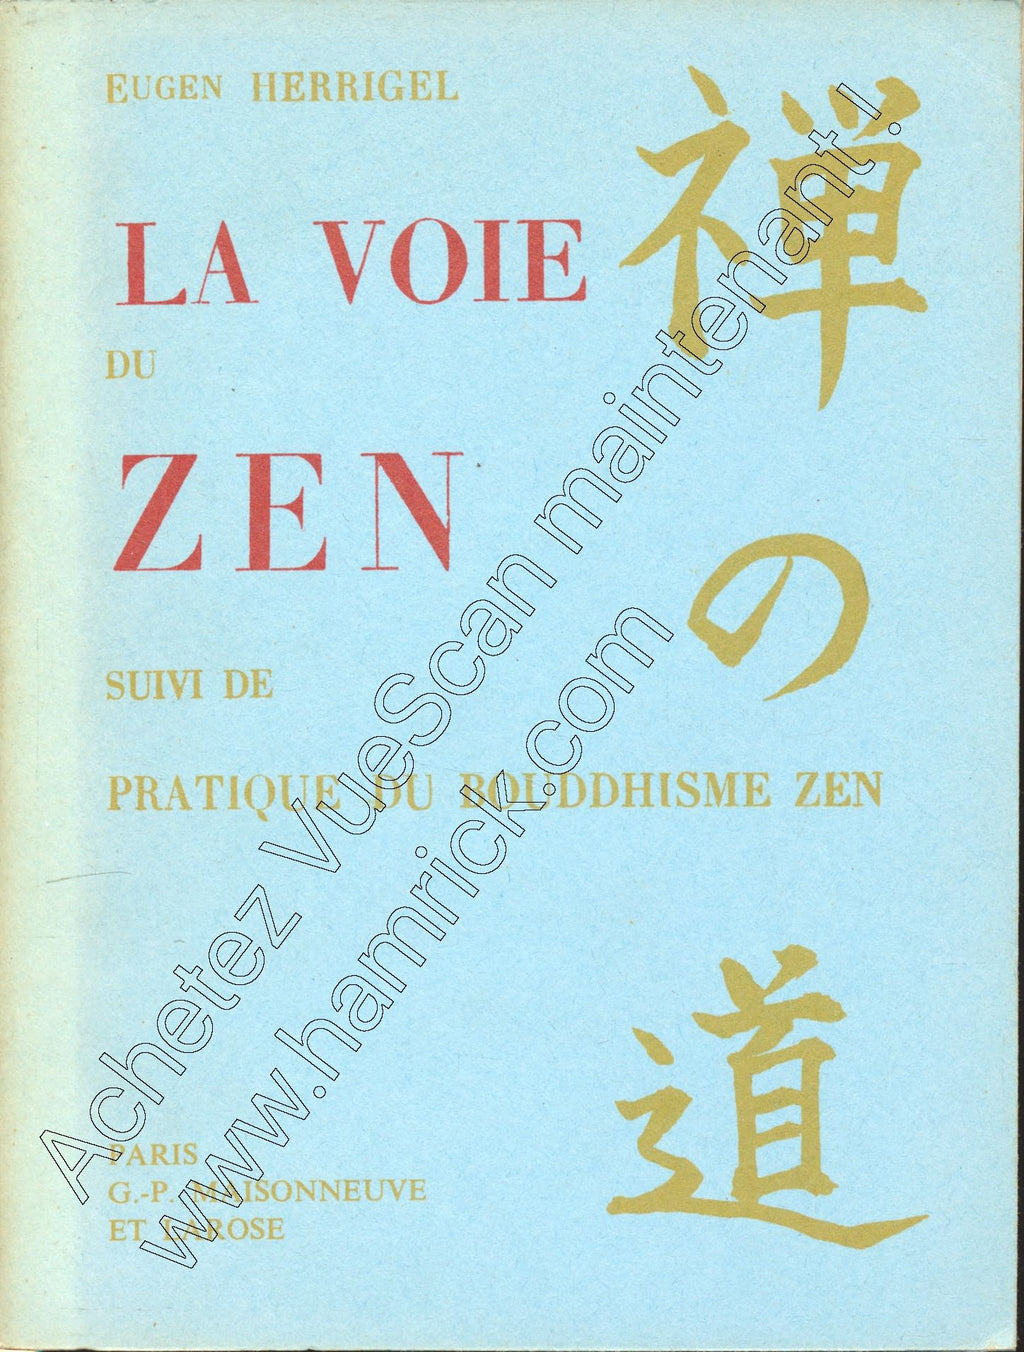 EUGEN HERRIGEL
LA VOIE
DU
ZEN
SUIVI DE
PRATIQUE DU BOUDDHISME ZEN
PARIS
G.-P. MAISONNEUVE
ET LAROSE
禅の道
Achetez VueScan maintenant !
www.hamrick.com